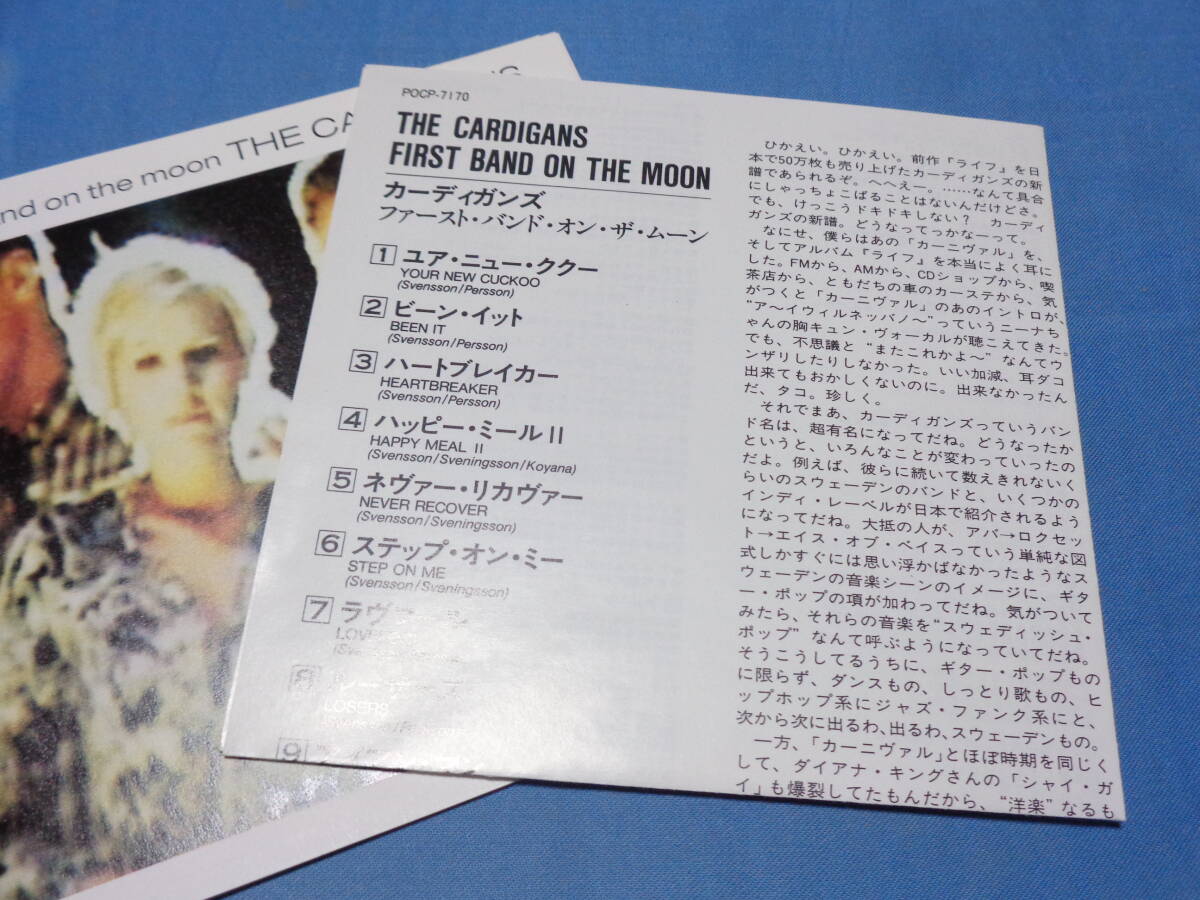 nd on the moon THE CA
POCP-7170
THE CARDIGANS
FIRST BAND ON THE MOON
カーディガンズ
ファースト・バンド・オン・ザ・ムーン
1 ユア・ニュー・ククー
YOUR NEW CUCKOO
(Svensson/Persson)
2 ビーン・イット
BEEN IT
(Svensson/Persson)
3 ハートブレイカー
HEARTBREAKER
(Svensson/Persson)
4 ハッピー・ミールII
HAPPY MEAL II
(Svensson/Sveningsson/Koyana)
5 ネヴァー・リカヴァー
NEVER RECOVER
(Svensson/Sveningsson)
6 ステップ・オン・ミー
STEP ON ME
(Svensson/Sveningsson)
7 ラヴ
8
LOSERS
9
ひかえい。ひかえい。前作『ライフ』を日
本で50万枚も売り上げたカーディガンズの新
譜であられるぞ。へへえー。……なんて具合
にしゃっちょこばることはないんだけどさ。
でも、けっこうドキドキしない？ カーディ
ガンズの新譜。どうなってっかなーって。
なにせ、僕らはあの「カーニヴァル」を、
そしてアルバム『ライフ』を本当によく耳に
した。FMから、AMから、CDショップから、喫
茶店から、ともだちの車のカーステから、気
がつくと「カーニヴァル」のあのイントロが、
“ア〜イウィルネッバノ〜”っていうニーナち
ゃんの胸キュン・ヴォーカルが聴こえてきた。
でも、不思議と“またこれかよ〜”なんてウ
ンザリしたりしなかった。いい加減、耳ダコ
出来てもおかしくないのに。出来なかったん
だ、タコ。珍しく。
それでまあ、カーディガンズっていうバン
ド名は、超有名になってだね。どうなったか
というと、いろんなことが変わっていったの
だよ。例えば、彼らに続いて数えきれないく
らいのスウェーデンのバンドと、いくつかの
インディ・レーベルが日本で紹介されるよう
になってだね。大抵の人が、アバ→ロクセッ
ト→エイス・オブ・ベイスっていう単純な図
式しかすぐには思い浮かばなかったようなス
ウェーデンの音楽シーンのイメージに、ギタ
ー・ポップの項が加わってだね。気がついて
みたら、それらの音楽を“スウェディッシュ・
ポップ”なんて呼ぶようになっていてだね。
そうこうしてるうちに、ギター・ポップもの
に限らず、ダンスもの、しっとり歌もの、ヒ
ップホップ系にジャズ・ファンク系にと、
次から次に出るわ、出るわ、スウェーデンもの。
一方、「カーニヴァル」とほぼ時期を同じく
して、ダイアナ・キングさんの「シャイ・ガ
イ」も爆裂してたもんだから、“洋楽”なるも